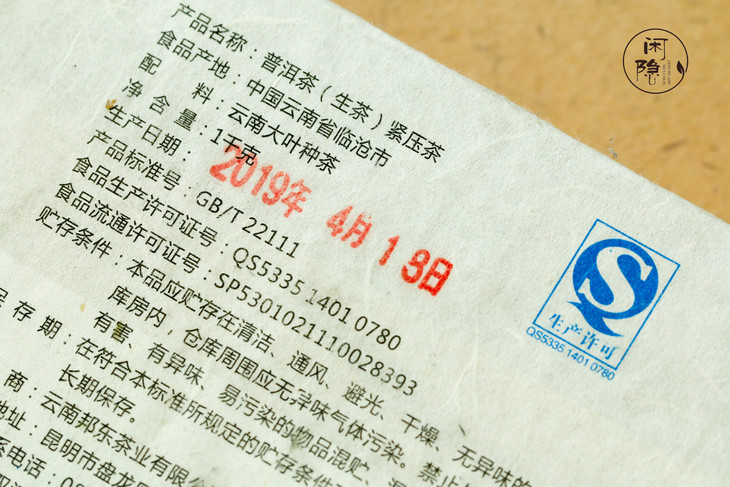 产品名称：普洱茶（生茶）紧压茶
食品产地：中国云南省临沧市
配料：云南大叶种茶
净含量：1千克
生产日期：2019年 4月13日
产品标准号：GB/T 22111
食品生产许可证号：QS5335 1401 0780
食品流通许可证号：SP5301021110028393
贮存条件：本品应贮存在清洁、通风、避光、干燥、无异味的
库房内，仓库周围应无异味气体污染。禁止
有害、有异味、易污染的物品混贮、
保存期：在符合本标准所规定的贮存条件
长期保存。
商：云南邦东茶业有限公
地址：昆明市盘龙
系电话：08
生产许可
QS5335 1401 0780
闲隐